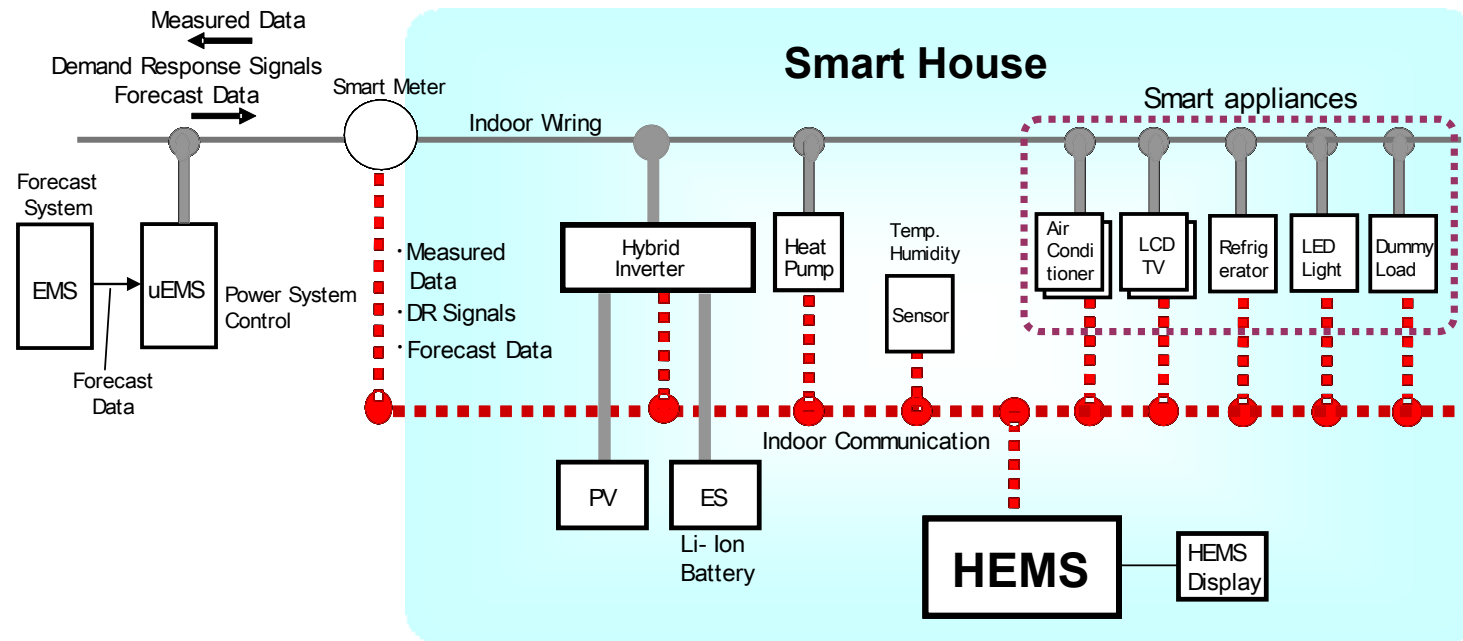 Measured Data
Demand Response Signals
Forecast Data
Smart Meter
Smart House
Smart appliances
Indoor Wiring
Forecast
System
EMS
uEMS
Power System
Control
Forecast
Data
・Measured
Data
・DR Signals
・Forecast Data
Hybrid
Inverter
Heat
Pump
Temp.
Humidity
Sensor
Air
Condi
tioner
LCD
TV
Refrig
erator
LED
Light
Dummy
Load
Indoor Communication
PV
ES
Li- Ion
Battery
HEMS
HEMS
Display